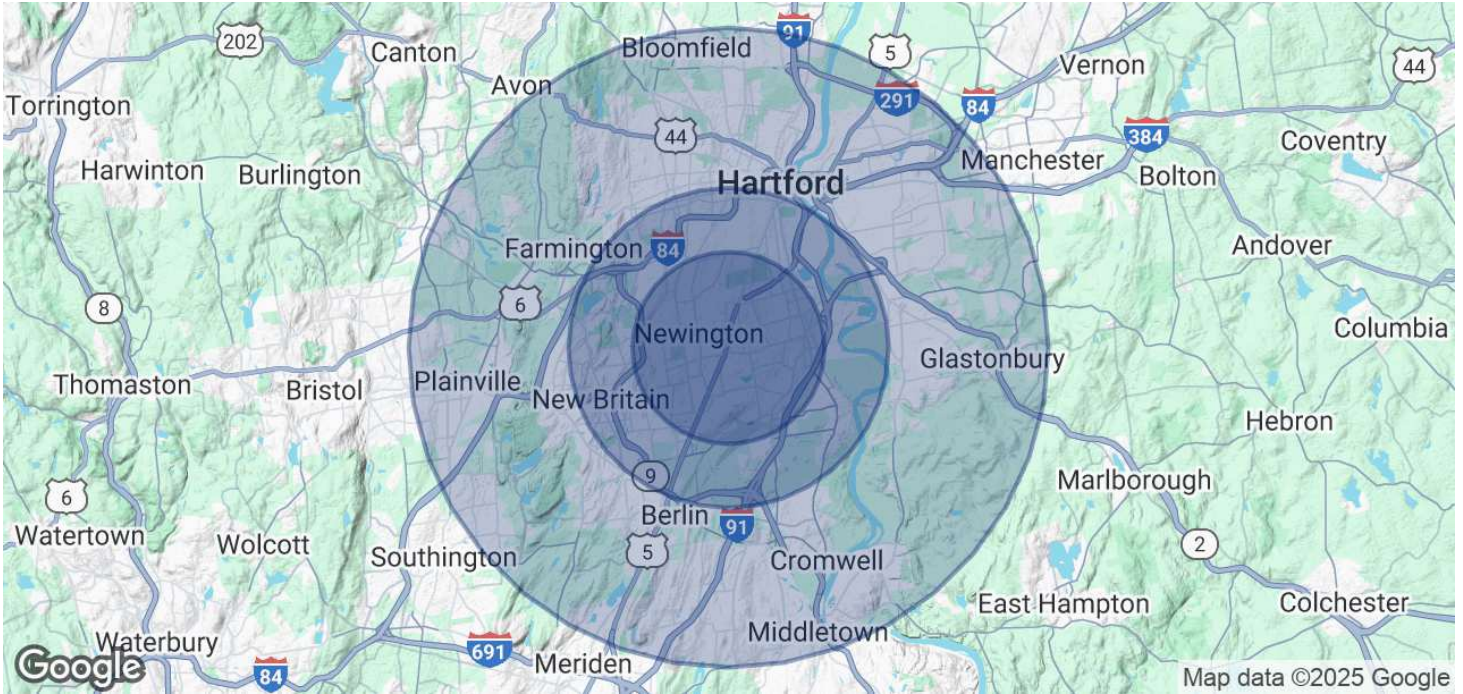 91
202
Canton
Bloomfield
5
Vernon
44
Avon
Torrington
291
84
44
384
Coventry
Harwinton
Burlington
Manchester
Bolton
Hartford
Farmington
84
Andover
6
8
Newington
Columbia
Glastonbury
Thomaston
Bristol
Plainville
New Britain
Hebron
9
Marlborough
6
Berlin
91
Watertown
Wolcott
Southington
5
Cromwell
2
East Hampton
Colchester
Waterbury
Middletown
691
Meriden
Google
84
Map data ©2025 Google